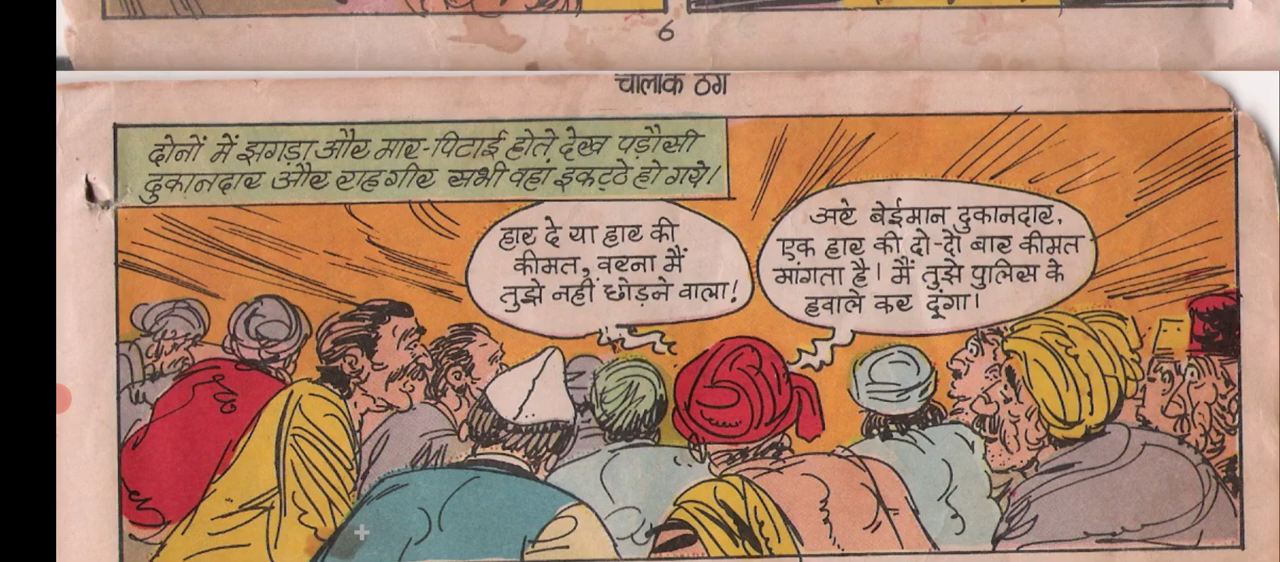 6
चालाक ठग
दोनों में झगड़ा और मार-पिटाई होते देख पड़ौसी
दुकानदार और राहगीर सभी वहां इकट्ठे हो गये।
हार दे या हार की
कीमत, वरना मैं
तुझे नहीं छोड़ने वाला!
अरे बेईमान दुकानदार,
एक हार की दो-दो बार कीमत
मांगता है। मैं तुझे पुलिस के
हवाले कर दूंगा।